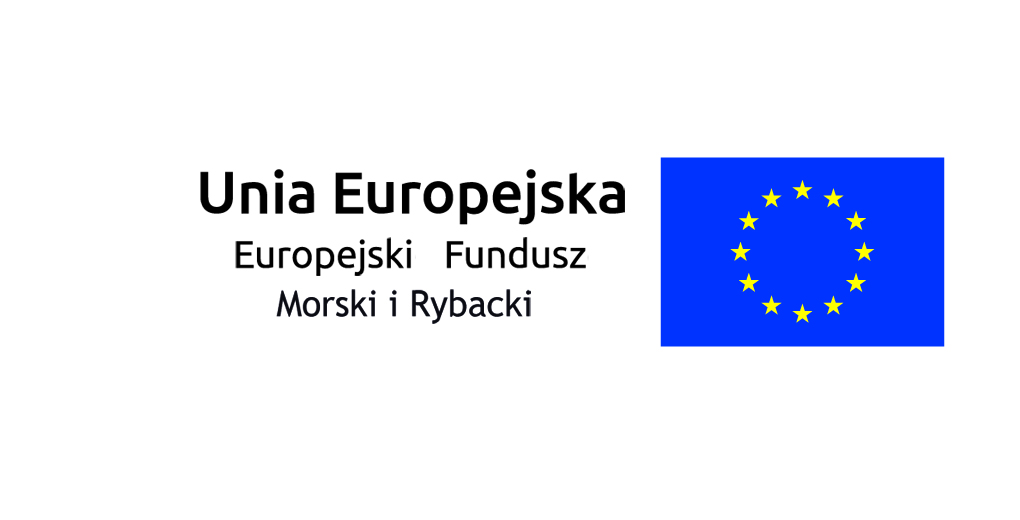 Unia Europejska
Europejski Fundusz
Morski i Rybacki